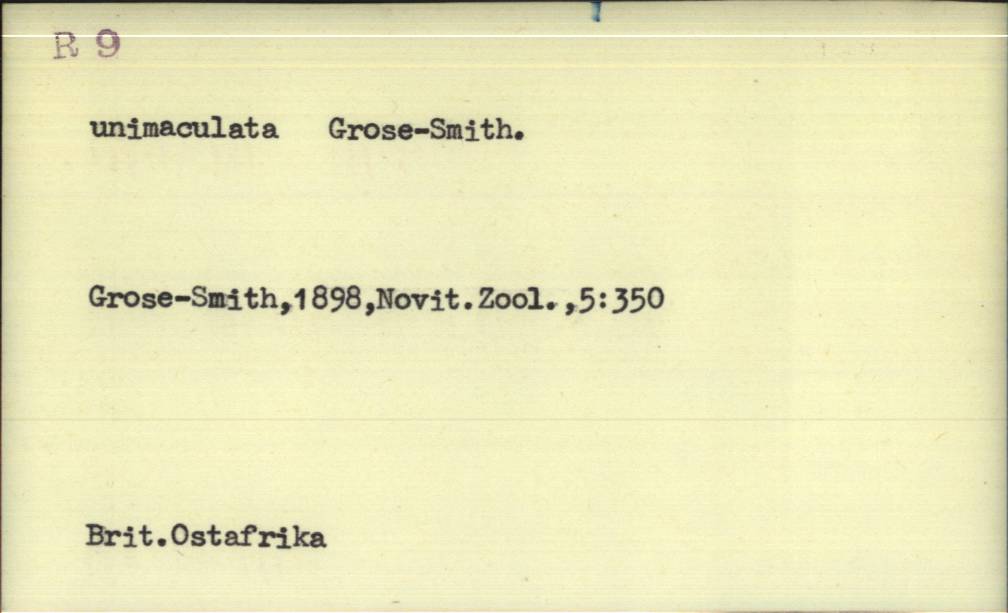 R 9
unimaculata Grose-Smith.
Grose-Smith,1898,Novit.Zool.,5:350
Brit.Ostafrika